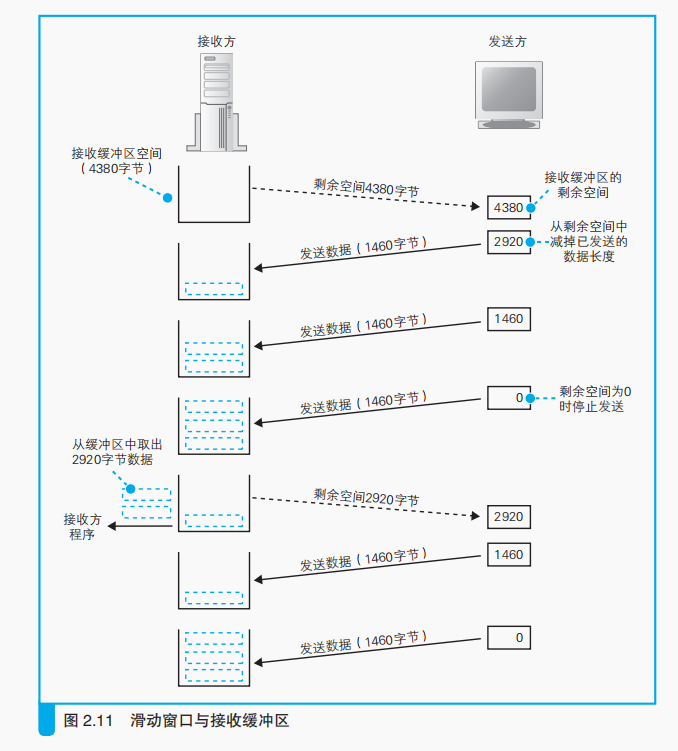 接收方
发送方
接收缓冲区空间
（4380字节）
剩余空间4380字节
接收缓冲区的
剩余空间
4380
从剩余空间中
减掉已发送的
数据长度
2920
发送数据（1460字节）
1460
发送数据（1460字节）
0
发送数据（1460字节）
剩余空间为0
时停止发送
从缓冲区中取出
2920字节数据
接收方
程序
剩余空间2920字节
2920
1460
发送数据（1460字节）
0
发送数据（1460字节）
图 2.11 滑动窗口与接收缓冲区